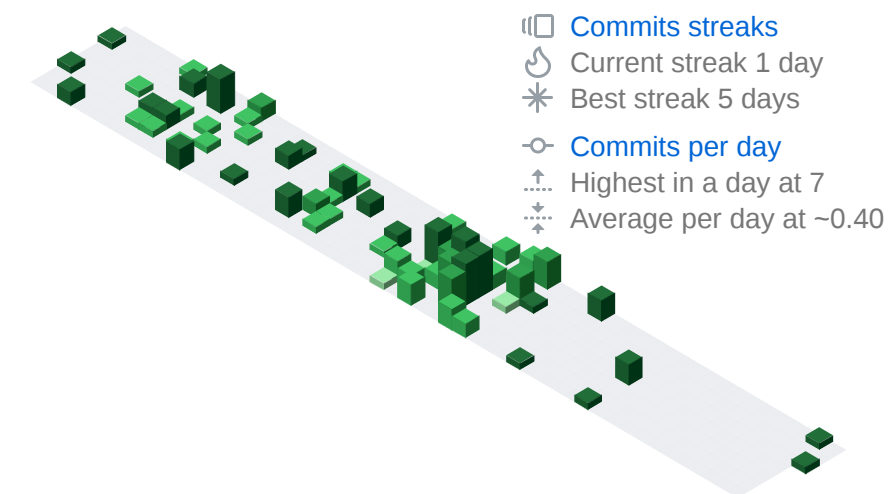 Commits streaks
Current streak 1 day
Best streak 5 days
Commits per day
Highest in a day at 7
Average per day at ~0.40